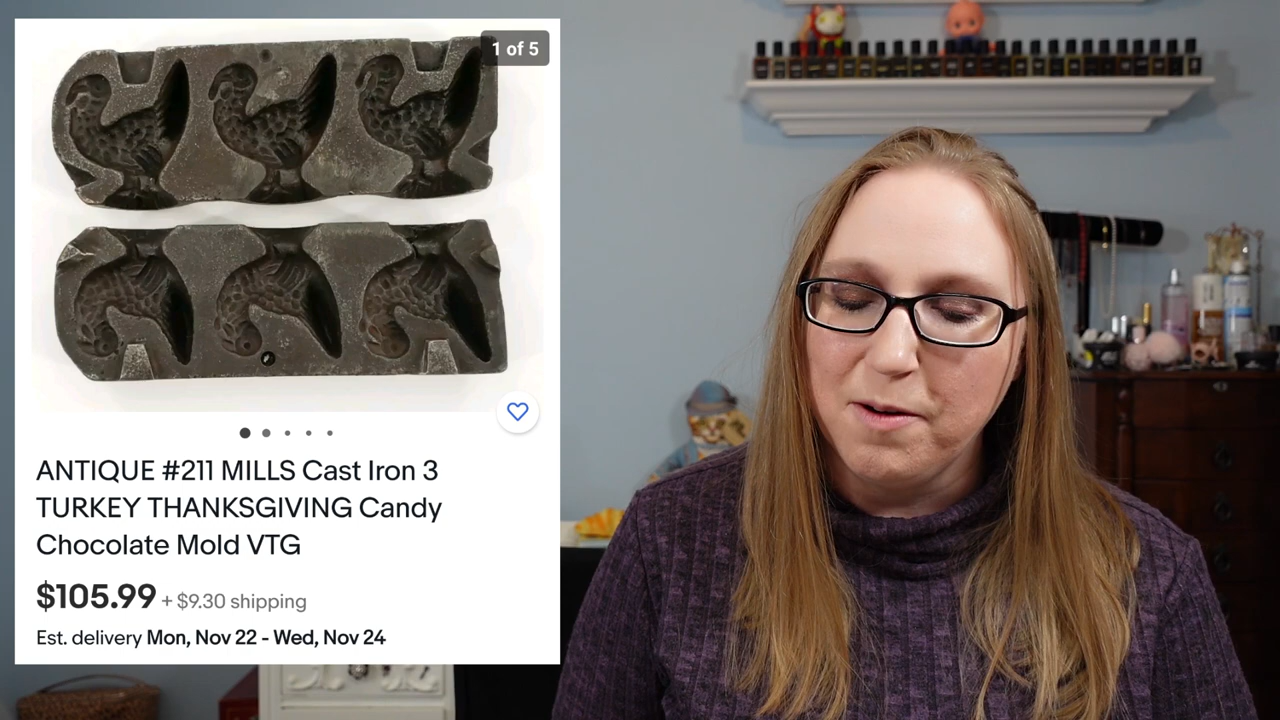 1 of 5
ANTIQUE #211 MILLS Cast Iron 3
TURKEY THANKSGIVING Candy
Chocolate Mold VTG
$105.99 + $9.30 shipping
Est. delivery Mon, Nov 22 - Wed, Nov 24